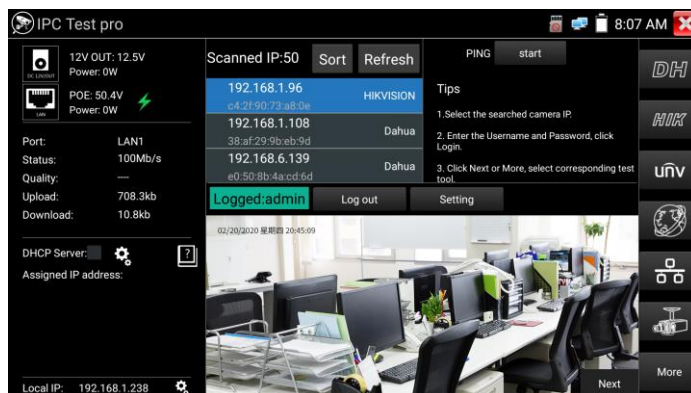 IPC Test pro
8:07 AM
12V OUT: 12.5V
Power: 0W
DC 12V/OUT
POE: 50.4V
Power: 0W
LAN
Port: LAN1
Status: 100Mb/s
Quality: —
Upload: 708.3kb
Download: 10.8kb
DHCP Server:
?
Assigned IP address:
Local IP: 192.168.1.238
Scanned IP:50 Sort Refresh
192.168.1.96 HIKVISION
c4:2f:90:73:a8:0e
192.168.1.108 Dahua
38:af:29:9b:eb:9d
192.168.6.139 Dahua
e0:50:8b:4a:cd:6d
PING start
Tips
1.Select the searched camera IP.
2. Enter the Username and Password, click
Login.
3. Click Next or More, select corresponding test
tool.
Logged:admin Log out Setting
02/20/2020 星期四 20:45:09
Next
DH
HIK
unv
More